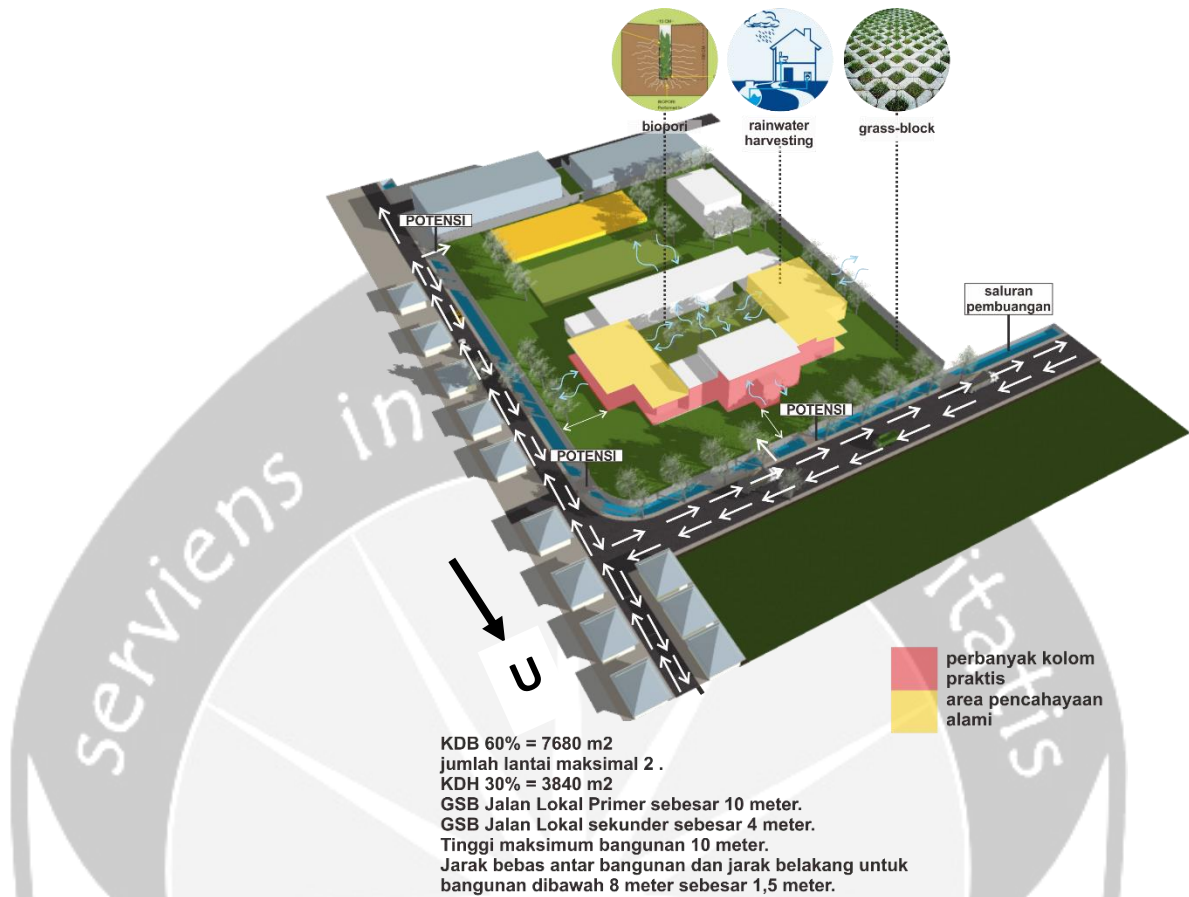 biopori
rainwater
harvesting
grass-block
POTENSI
saluran
pembuangan
POTENSI
POTENSI
U
perbanyak kolom
praktis
area pencahayaan
alami
KDB 60% = 7680 m2
jumlah lantai maksimal 2 .
KDH 30% = 3840 m2
GSB Jalan Lokal Primer sebesar 10 meter.
GSB Jalan Lokal sekunder sebesar 4 meter.
Tinggi maksimum bangunan 10 meter.
Jarak bebas antar bangunan dan jarak belakang untuk
bangunan dibawah 8 meter sebesar 1,5 meter.
serviens in
itatis